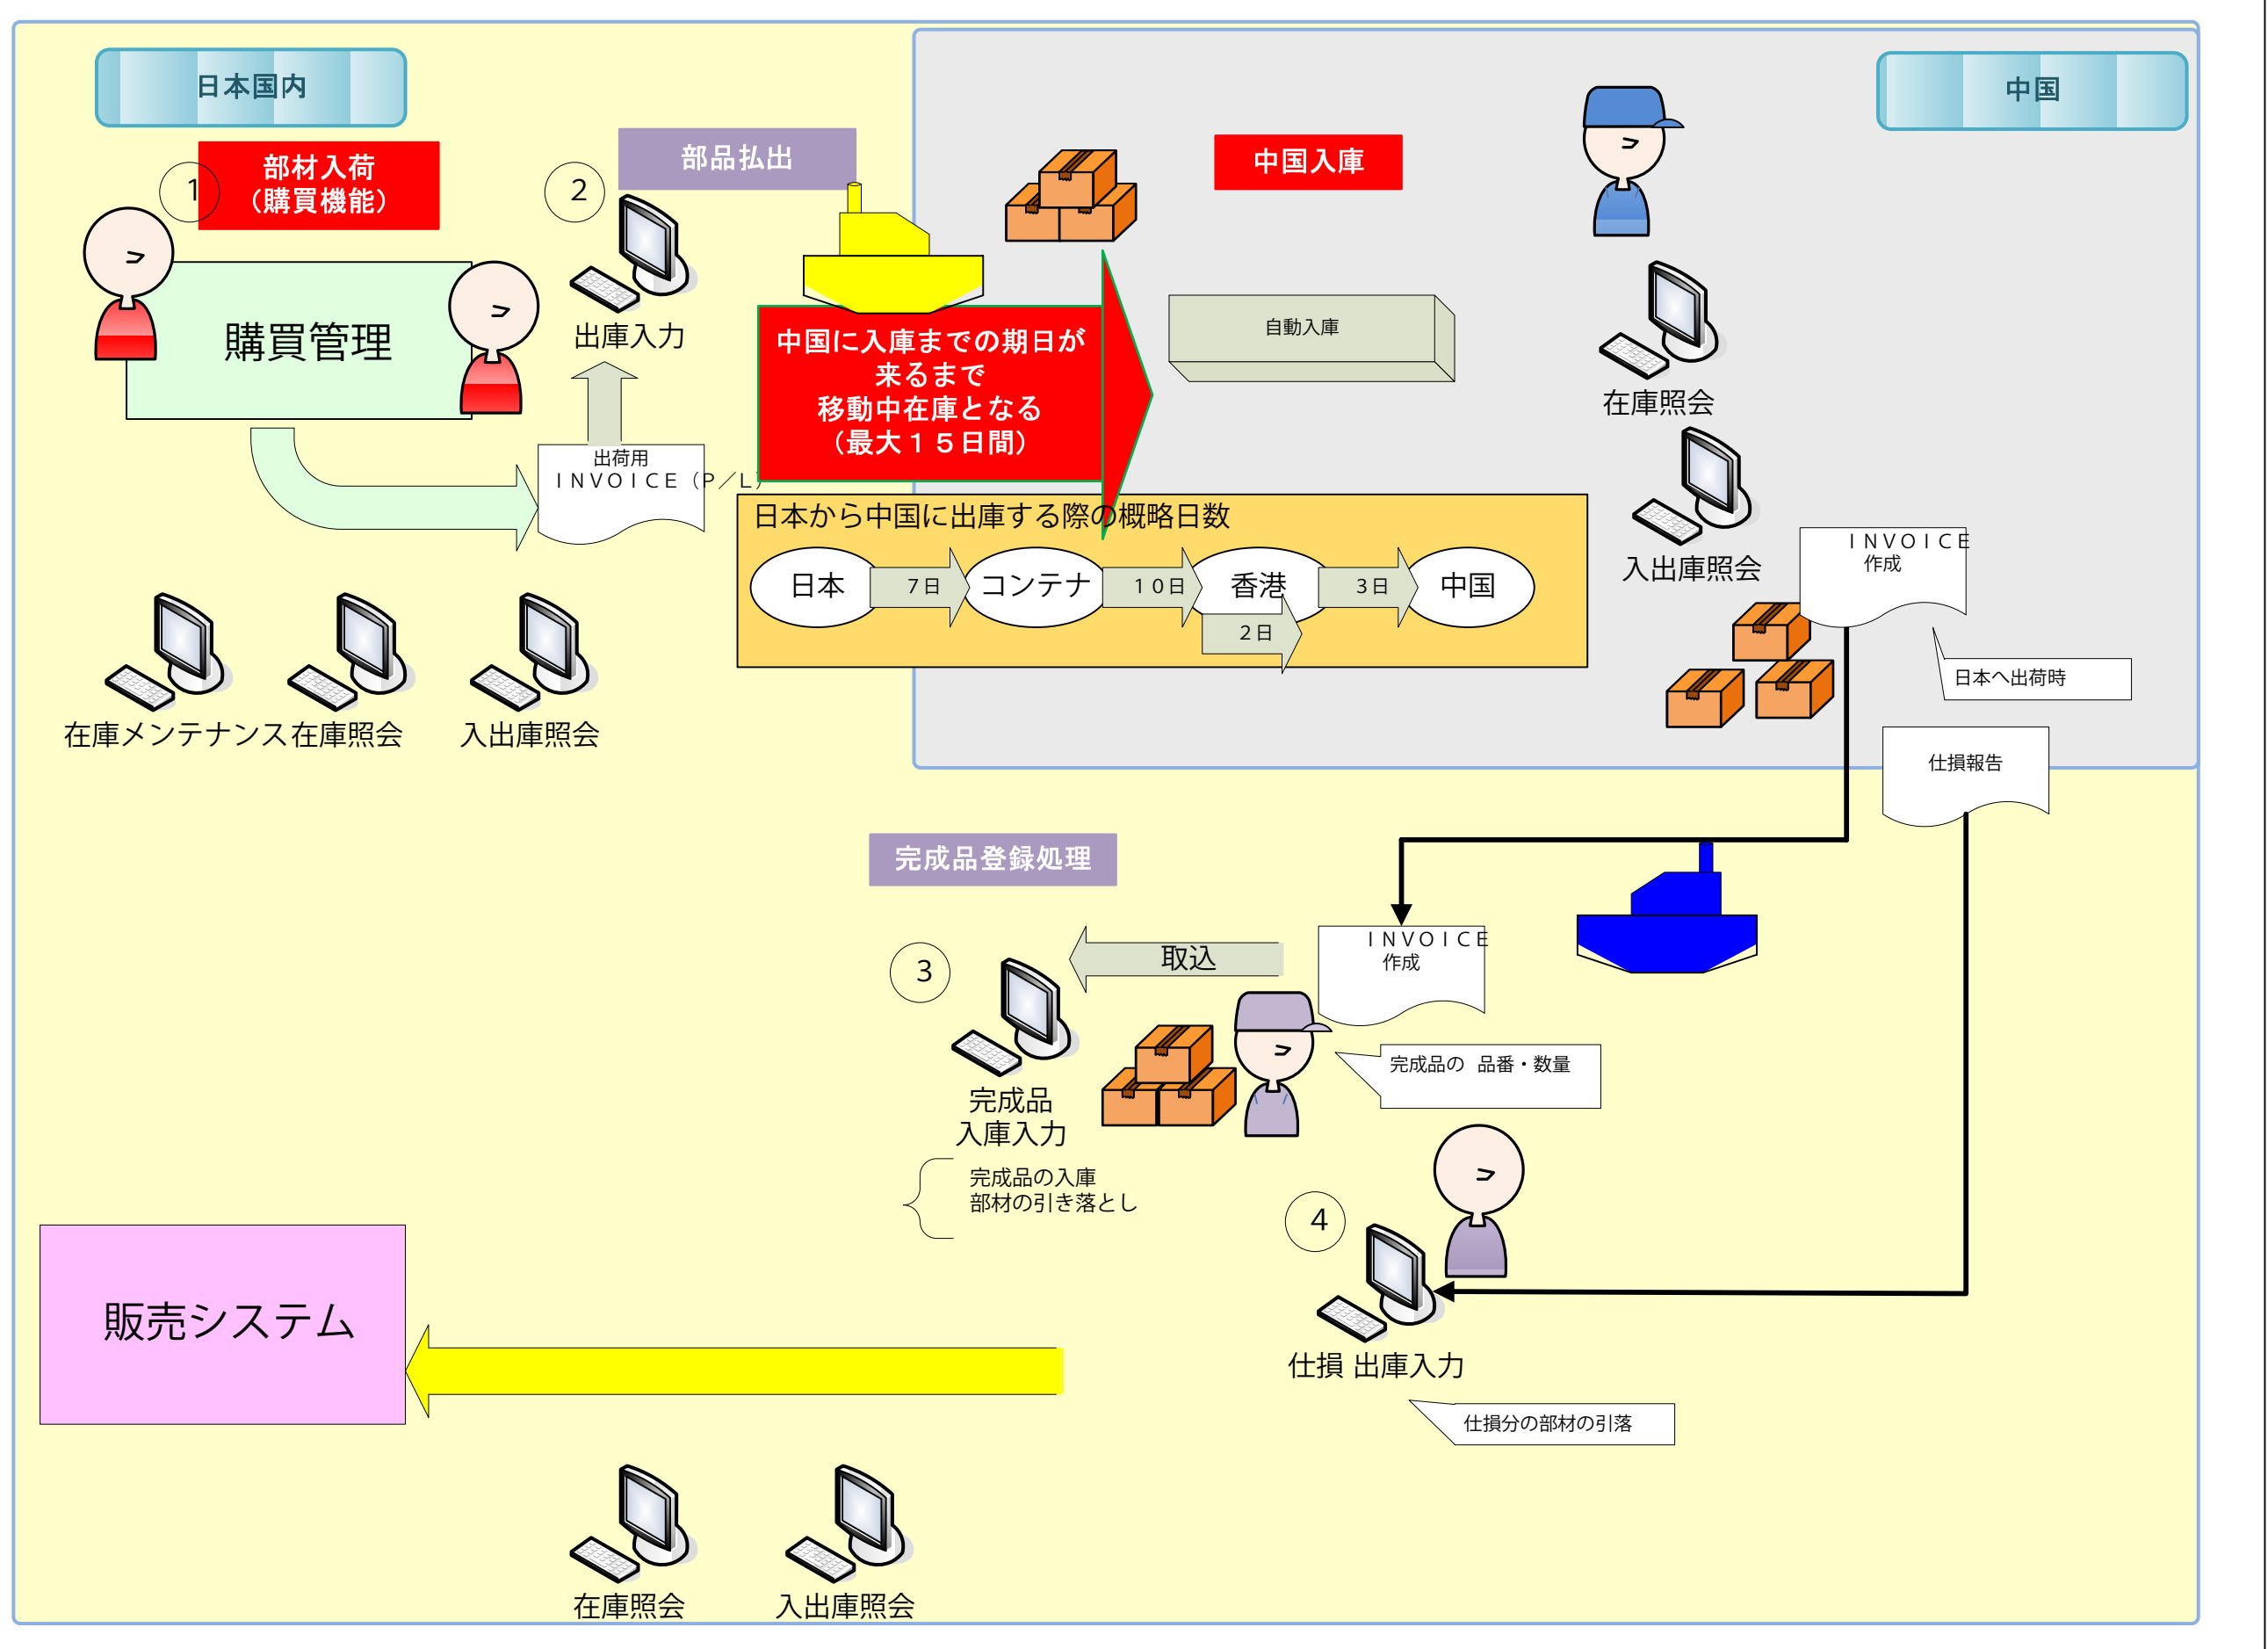 日本国内
中国
1
部材入荷
（購買機能）
2
部品払出
中国入庫
購買管理
出庫入力
中国に入庫までの期日が
来るまで
移動中在庫となる
（最大１５日間）
自動入庫
在庫照会
出荷用
ＩＮＶＯＩＣＥ（Ｐ／Ｌ）
日本から中国に出庫する際の概略日数
日本
７日
コンテナ
１０日
香港
３日
中国
２日
入出庫照会
ＩＮＶＯＩＣＥ
作成
日本へ出荷時
在庫メンテナンス
在庫照会
入出庫照会
仕損報告
完成品登録処理
3
取込
ＩＮＶＯＩＣＥ
作成
完成品の　品番・数量
完成品
入庫入力
完成品の入庫
部材の引き落とし
4
販売システム
仕損 出庫入力
仕損分の部材の引落
在庫照会
入出庫照会